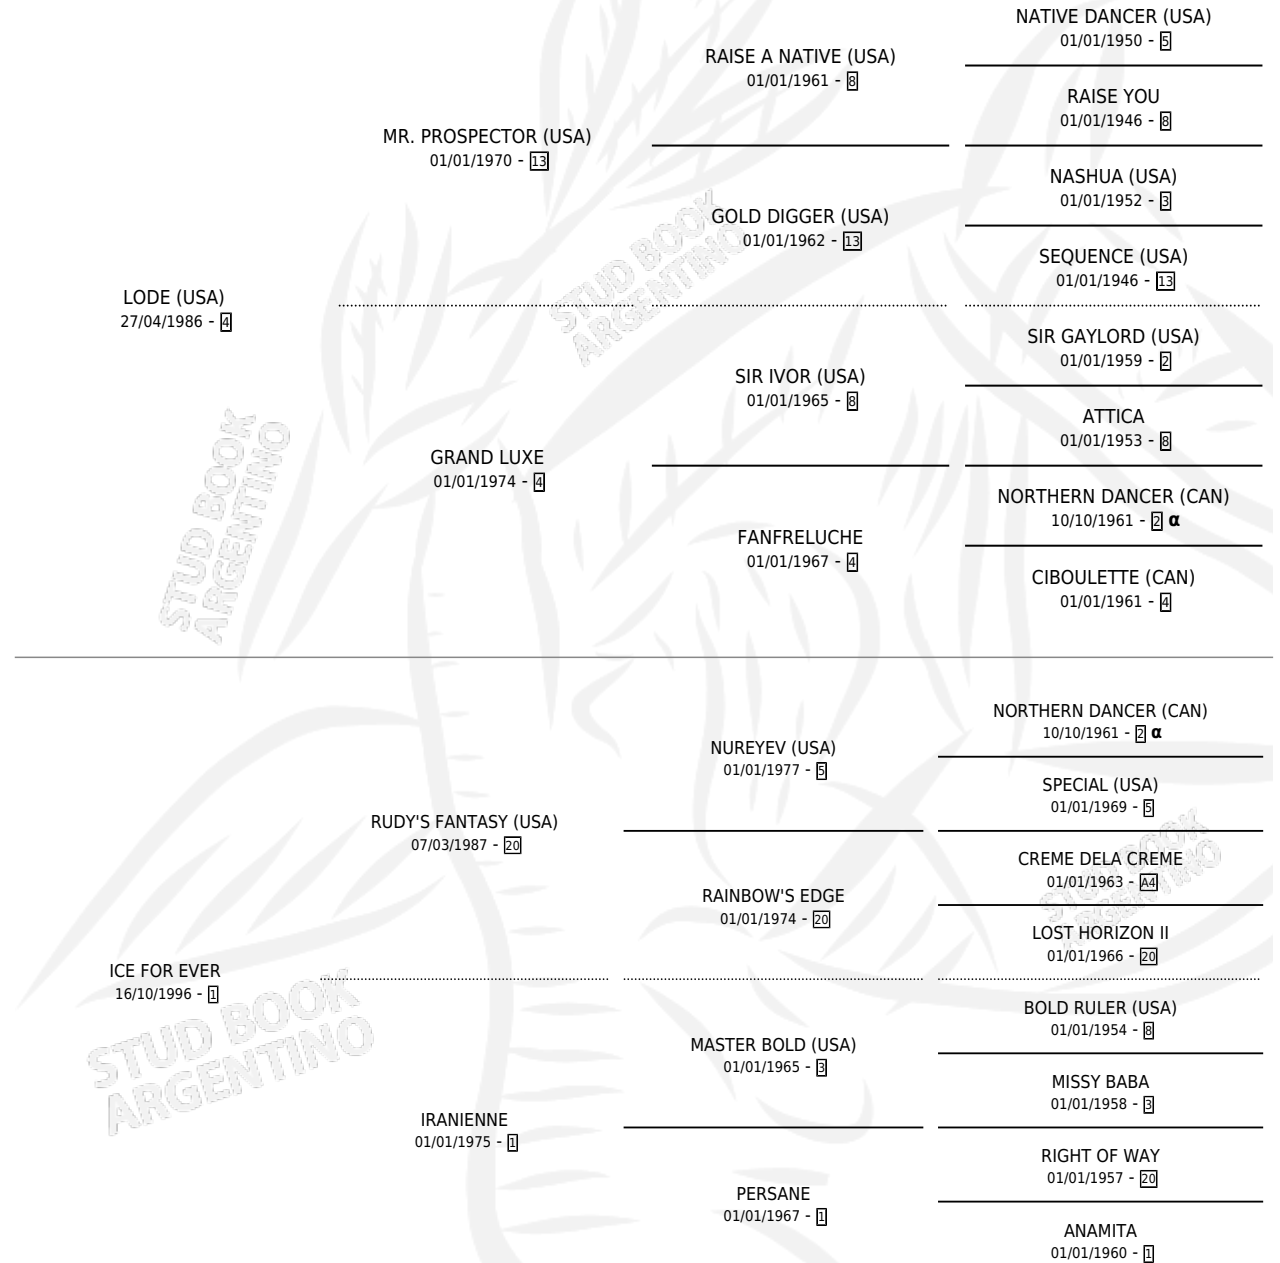 NATIVE DANCER (USA)
01/01/1950 - 5
RAISE A NATIVE (USA)
01/01/1961 - 8
RAISE YOU
01/01/1946 - 8
MR. PROSPECTOR (USA)
01/01/1970 - 13
NASHUA (USA)
01/01/1952 - 3
GOLD DIGGER (USA)
01/01/1962 - 13
SEQUENCE (USA)
01/01/1946 - 13
LODE (USA)
27/04/1986 - 4
SIR GAYLORD (USA)
01/01/1959 - 2
SIR IVOR (USA)
01/01/1965 - 8
ATTICA
01/01/1953 - 8
GRAND LUXE
01/01/1974 - 4
NORTHERN DANCER (CAN)
10/10/1961 - 2 α
FANFRELUCHE
01/01/1967 - 4
CIBOULETTE (CAN)
01/01/1961 - 4
NORTHERN DANCER (CAN)
10/10/1961 - 2 α
NUREYEV (USA)
01/01/1977 - 5
SPECIAL (USA)
01/01/1969 - 5
RUDY'S FANTASY (USA)
07/03/1987 - 20
CREME DELA CREME
01/01/1963 - A4
RAINBOW'S EDGE
01/01/1974 - 20
LOST HORIZON II
01/01/1966 - 20
ICE FOR EVER
16/10/1996 - 1
BOLD RULER (USA)
01/01/1954 - 8
MASTER BOLD (USA)
01/01/1965 - 3
MISSY BABA
01/01/1958 - 3
IRANIENNE
01/01/1975 - 1
RIGHT OF WAY
01/01/1957 - 20
PERSANE
01/01/1967 - 1
ANAMITA
01/01/1960 - 1
STUD BOOK
ARGENTINO
STUD BOOK
ARGENTINO
STUD BOOK
ARGENTINO
STUD BOOK
ARGENTINO